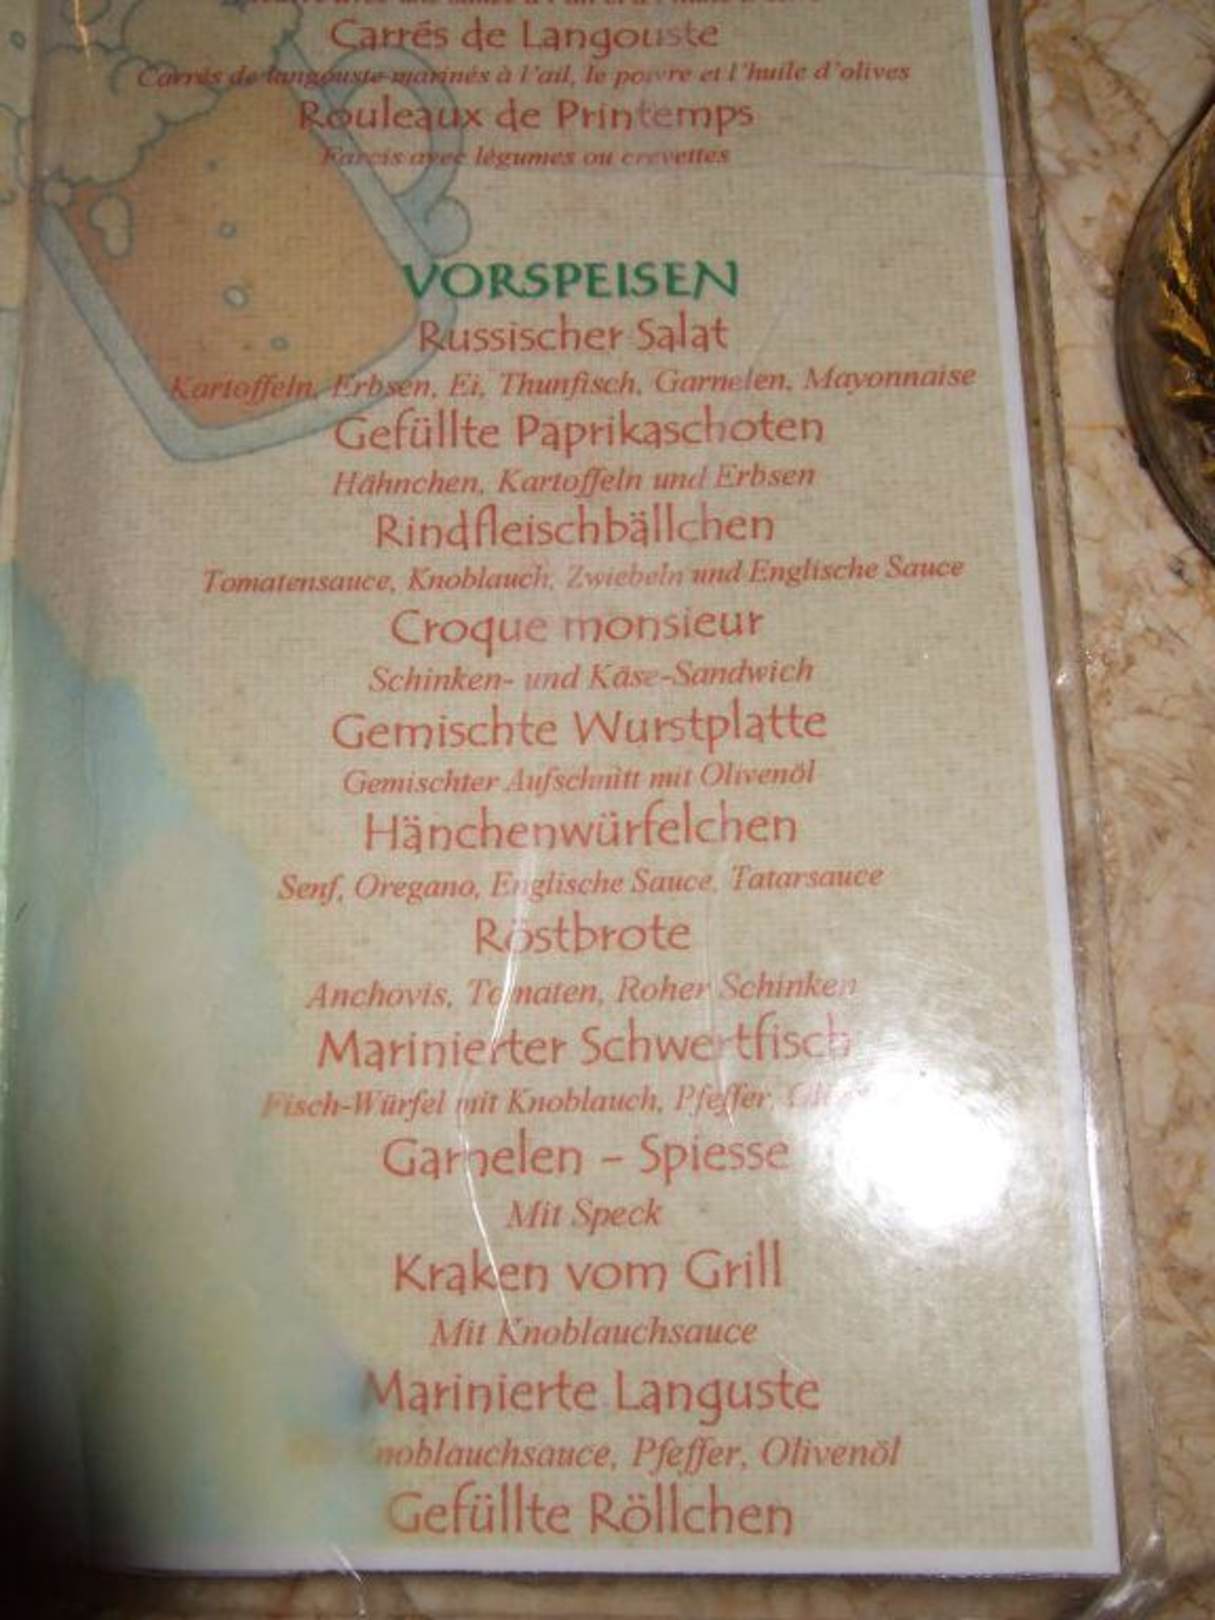 Carrés de Langouste
Carrés de langouste marinés à l'ail, le poivre et l'huile d'olives
Rouleaux de Printemps
Farcis avec légumes ou crevettes
VORSPEISEN
Russischer Salat
Kartoffeln, Erbsen, Ei, Thunfisch, Garnelen, Mayonnaise
Gefüllte Paprikaschoten
Hähnchen, Kartoffeln und Erbsen
Rindfleischbällchen
Tomatensauce, Knoblauch, Zwiebeln und Englische Sauce
Croque monsieur
Schinken- und Käse-Sandwich
Gemischte Wurstplatte
Gemischter Aufschnitt mit Olivenöl
Hänchenwürfelchen
Senf, Oregano, Englische Sauce, Tatarsauce
Röstbrote
Anchovis, Tomaten, Roher Schinken
Marinierter Schwertfisch
Fisch-Würfel mit Knoblauch, Pfeffer,
Garnelen - Spiesse
Mit Speck
Kraken vom Grill
Mit Knoblauchsauce
Marinierte Languste
noblauchsauce, Pfeffer, Olivenöl
Gefüllte Röllchen